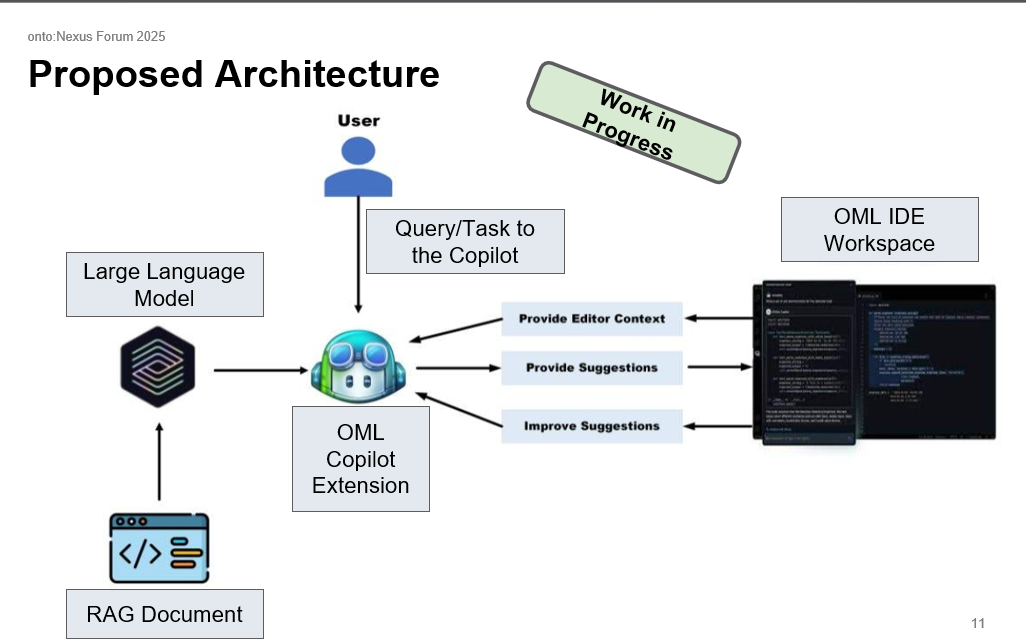 onto:Nexus Forum 2025
Proposed Architecture
Work in
Progress
User
Query/Task to
the Copilot
OML IDE
Workspace
Large Language
Model
Provide Editor Context
Provide Suggestions
Improve Suggestions
OML
Copilot
Extension
RAG Document
11